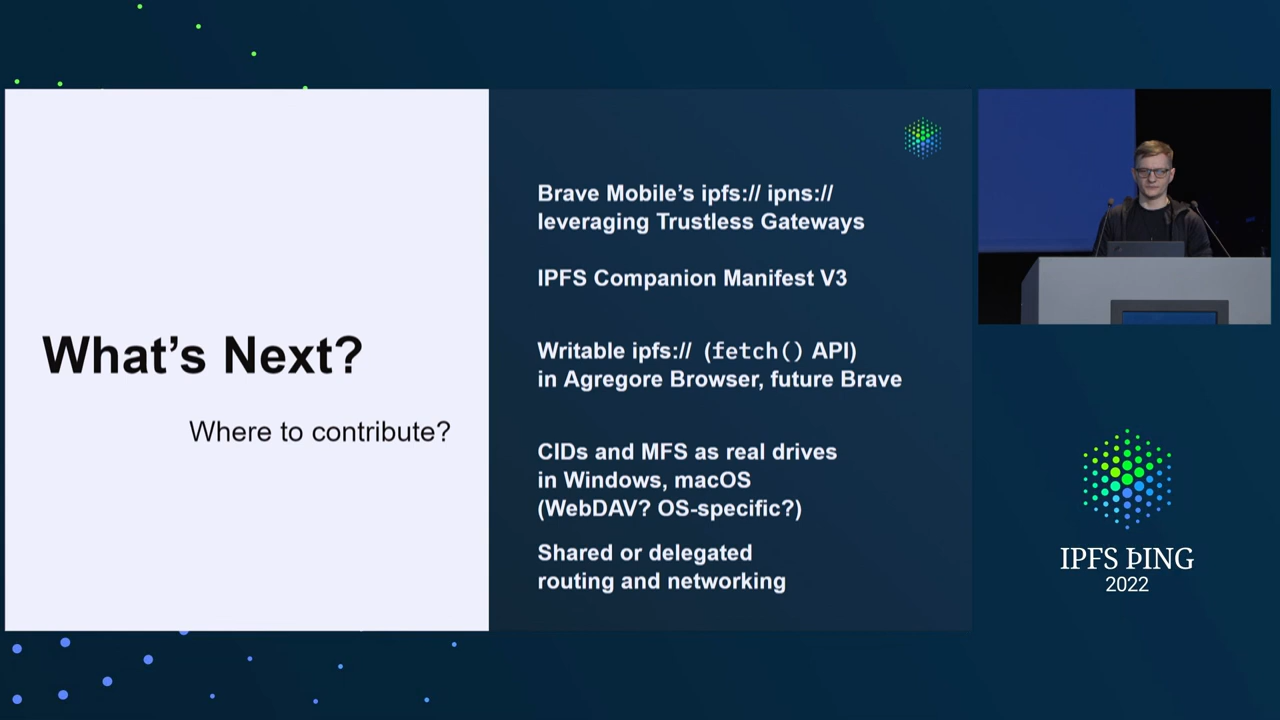 What's Next?
Where to contribute?
Brave Mobile's ipfs:// ipns://
leveraging Trustless Gateways
IPFS Companion Manifest V3
Writable ipfs:// (fetch() API)
in Agregore Browser, future Brave
CIDs and MFS as real drives
in Windows, macOS
(WebDAV? OS-specific?)
Shared or delegated
routing and networking
IPFS ÞING
2022